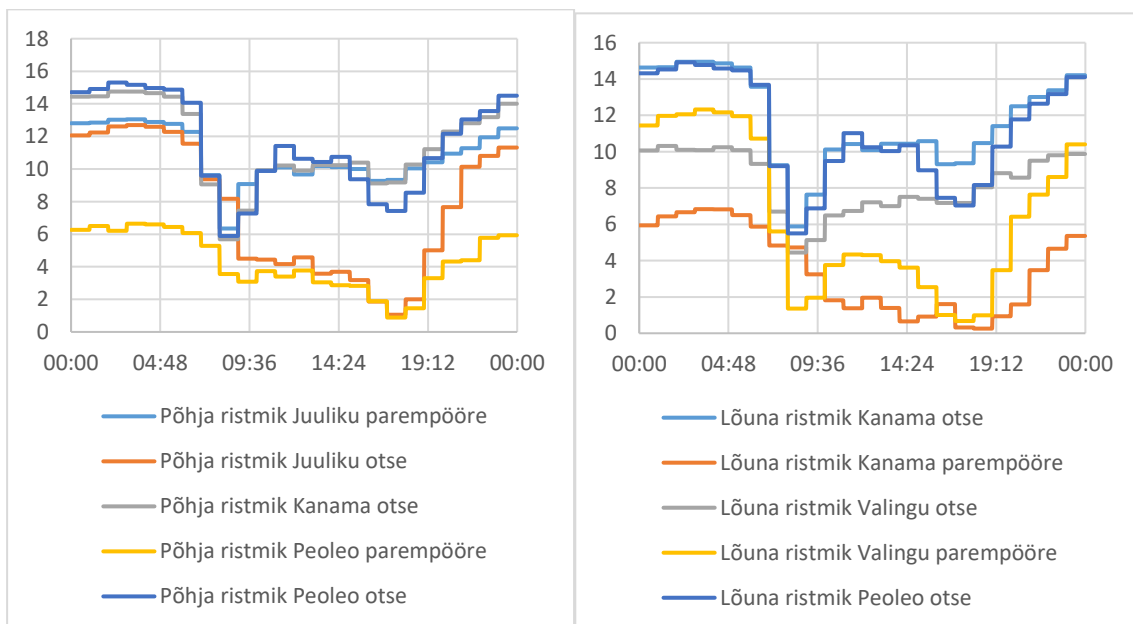 18
16
14
12
10
8
6
4
2
0
00:00 04:48 09:36 14:24 19:12 00:00
Põhja ristmik Juuliku parempööre
Põhja ristmik Juuliku otse
Põhja ristmik Kanama otse
Põhja ristmik Peoleo parempööre
Põhja ristmik Peoleo otse
16
14
12
10
8
6
4
2
0
00:00 04:48 09:36 14:24 19:12 00:00
Lõuna ristmik Kanama otse
Lõuna ristmik Kanama parempööre
Lõuna ristmik Valingu otse
Lõuna ristmik Valingu parempööre
Lõuna ristmik Peoleo otse